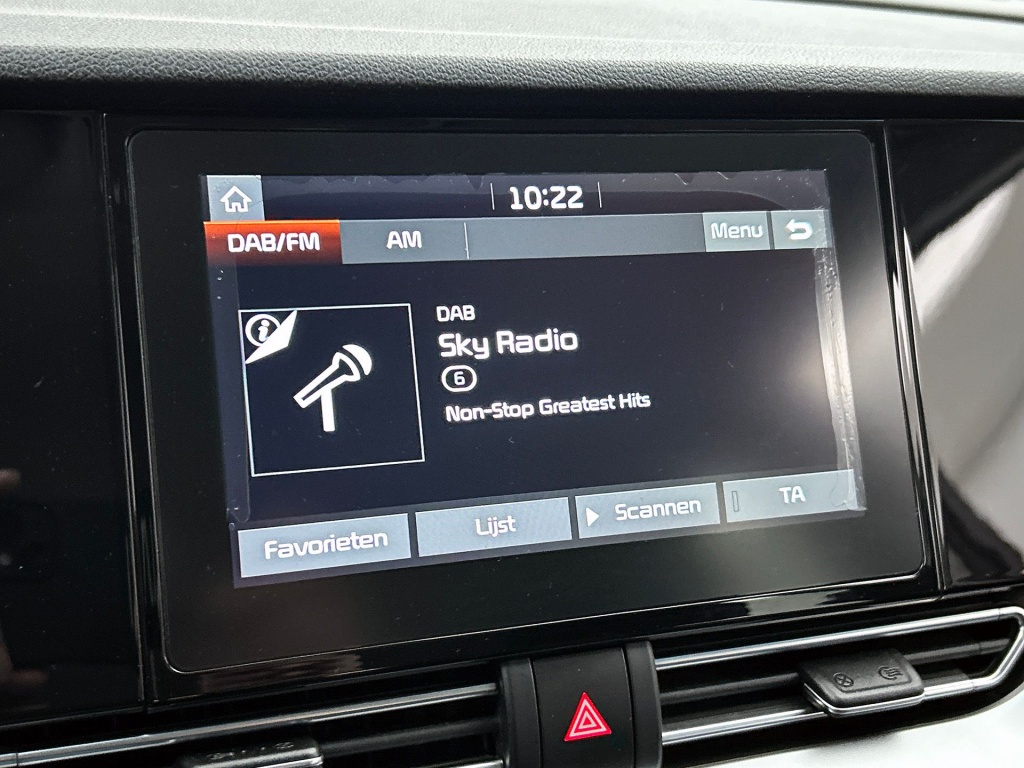 10:22
DAB/FM AM Menu
DAB
Sky Radio
6
Non-Stop Greatest Hits
Favorieten Lijst Scannen TA